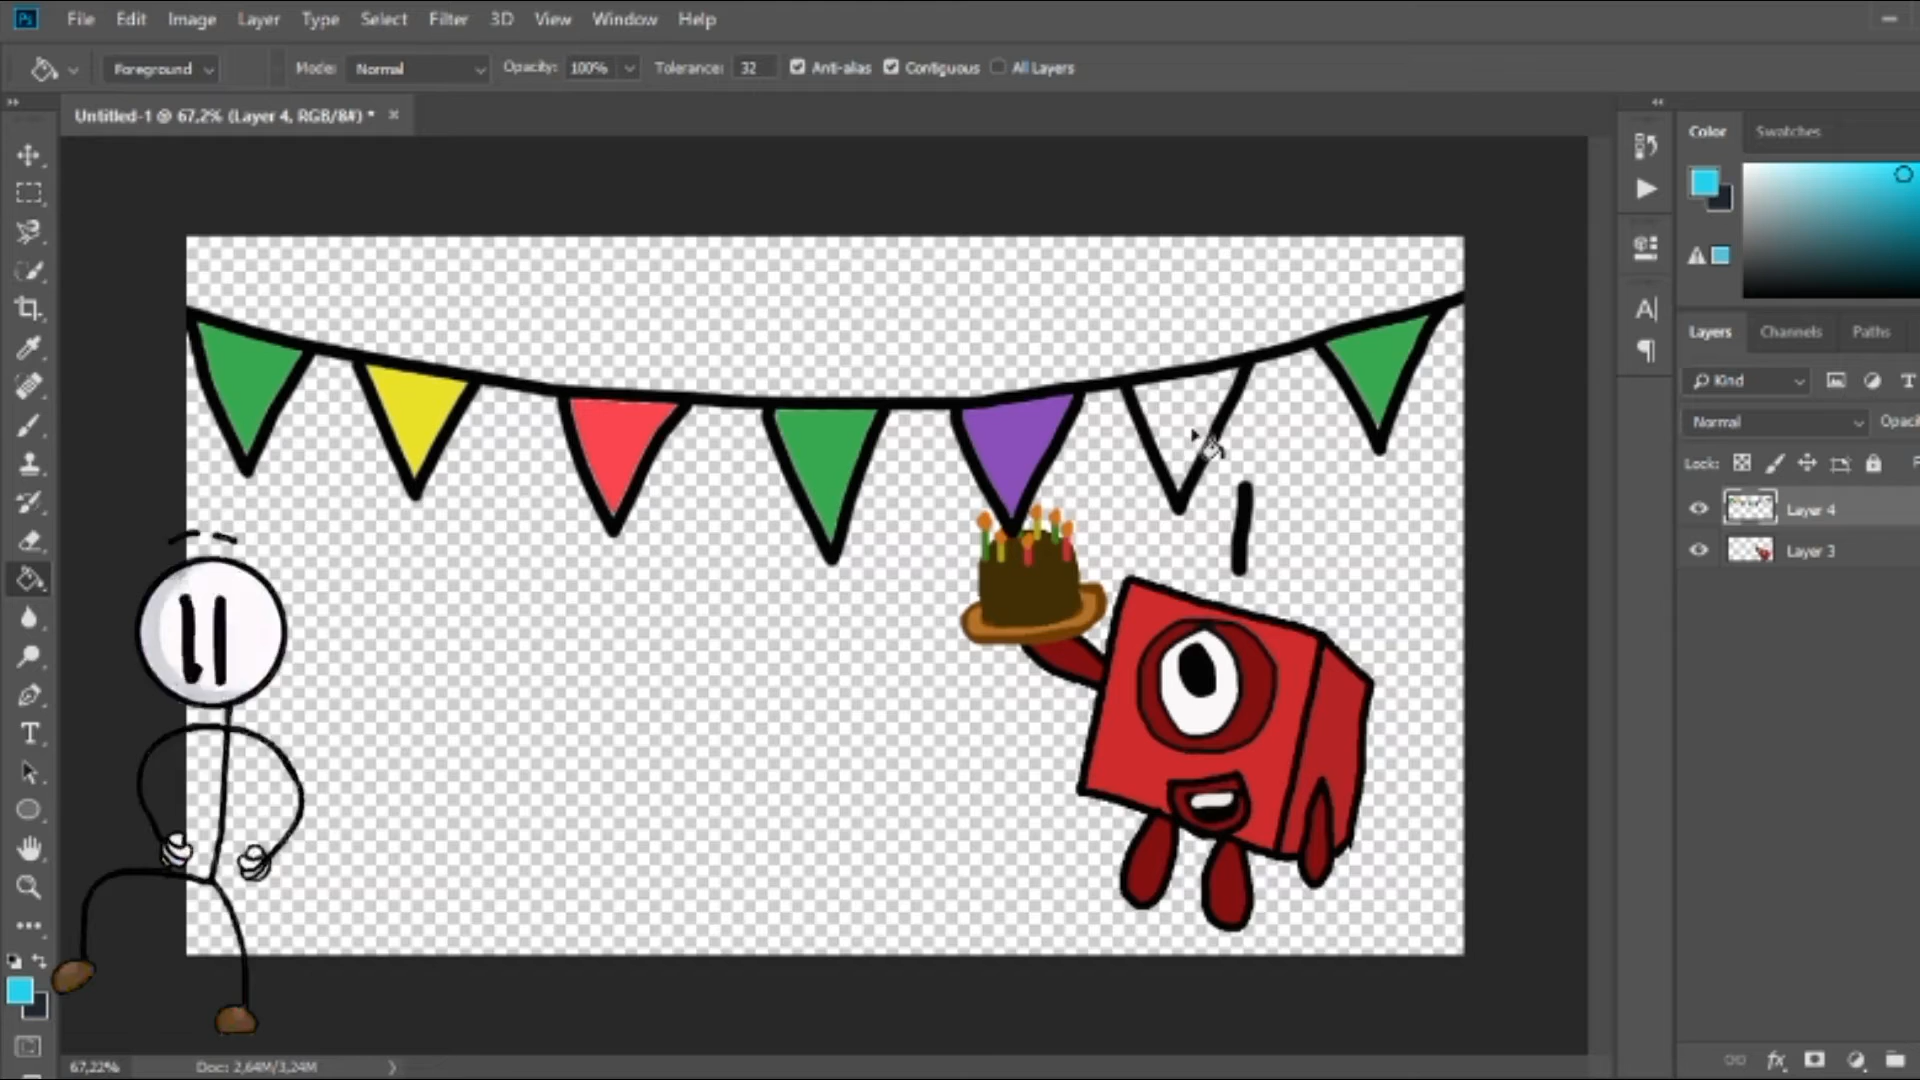 Ps File Edit Image Layer Type Select Filter 3D View Window Help
Foreground Mode: Normal Opacity: 100% Tolerance: 32 Anti-alias Contiguous All Layers
Untitled-1 @ 67,2% (Layer 4, RGB/8#) * ×
Color Swatches
Layers Channels Paths
Kind
Normal Opac
Lock: F
Layer 4
Layer 3
67,22% Doc: 2,64M/3,24M